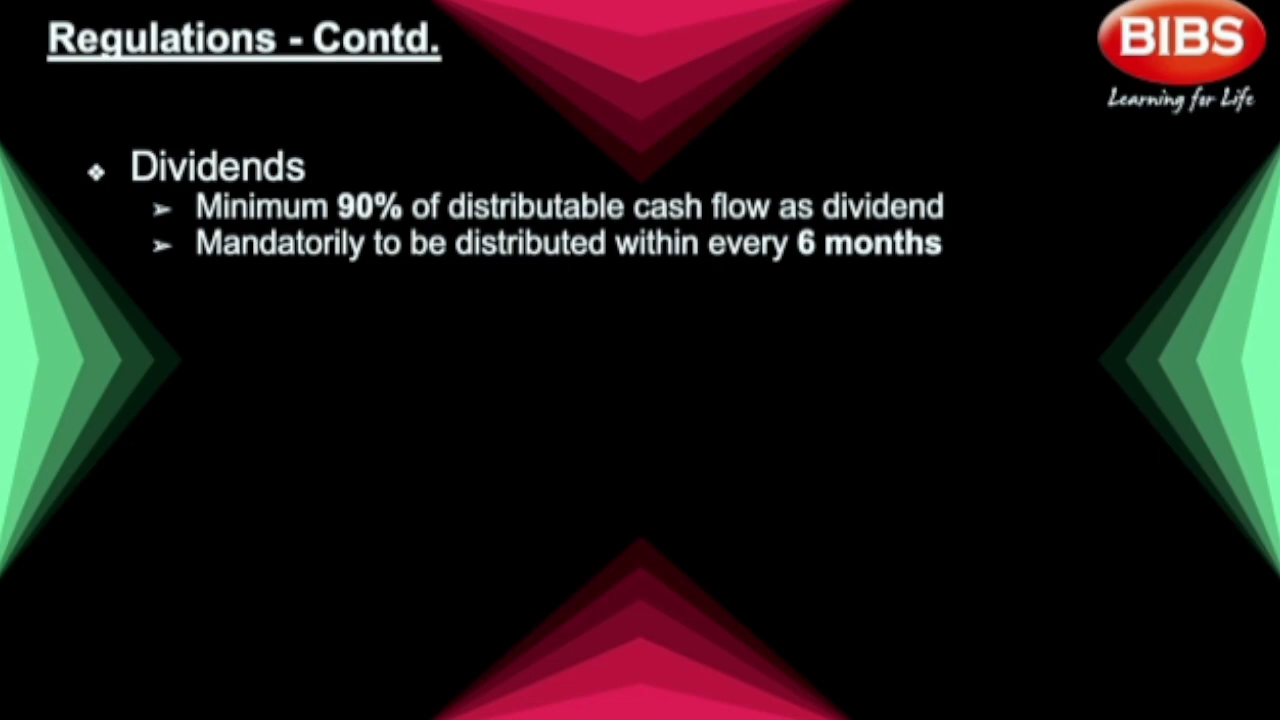 Regulations - Contd.
BIBS
Learning for Life
❖ Dividends
➢ Minimum 90% of distributable cash flow as dividend
➢ Mandatorily to be distributed within every 6 months